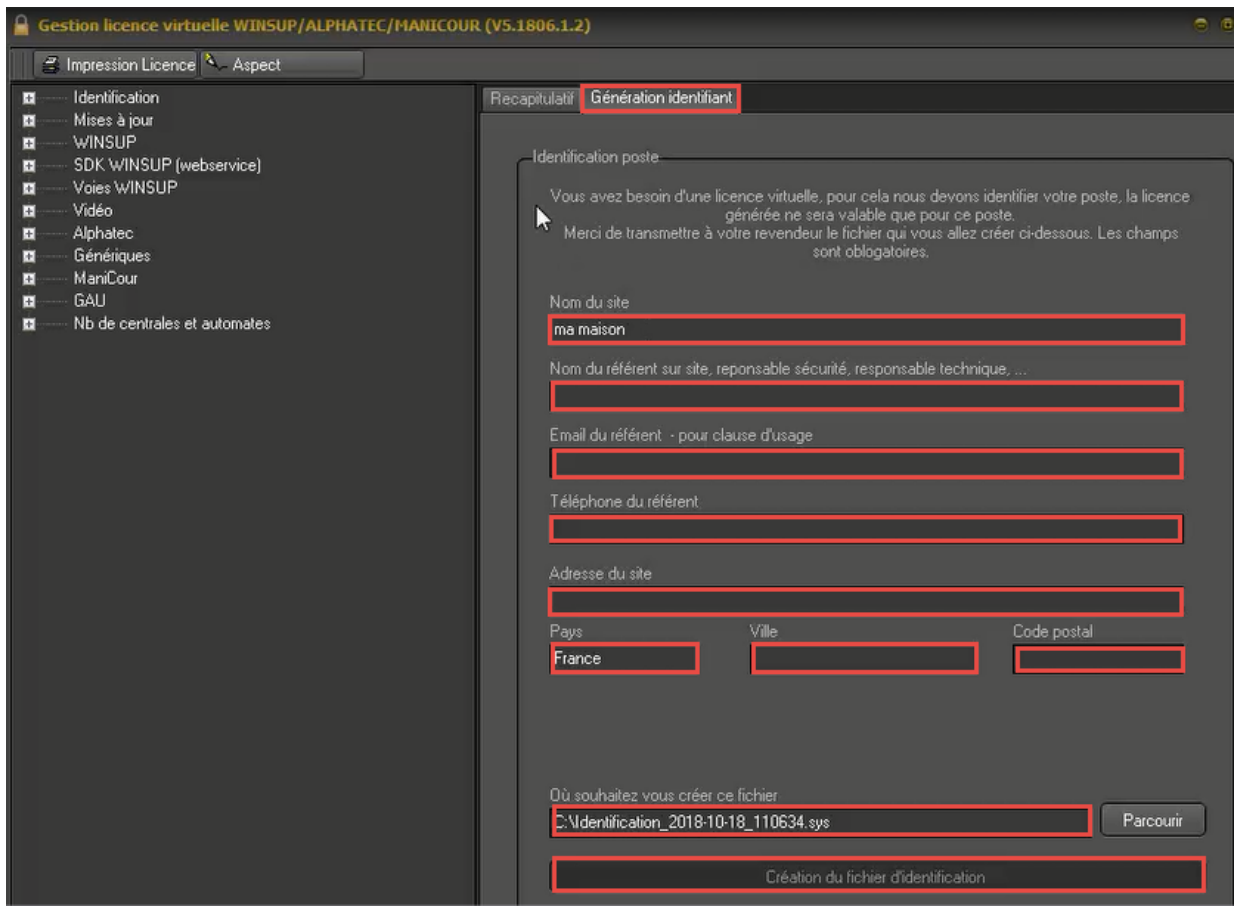 Gestion licence virtuelle WINSUP/ALPHATEC/MANICOUR (V5.1806.1.2)
Impression Licence Aspect
Identification
Mises à jour
WINSUP
SDK WINSUP (webservice)
Voies WINSUP
Vidéo
Alphatec
Génériques
ManiCour
GAU
Nb de centrales et automates
Recapitulatif Génération identifiant
Identification poste
Vous avez besoin d'une licence virtuelle, pour cela nous devons identifier votre poste, la licence
générée ne sera valable que pour ce poste.
Merci de transmettre à votre revendeur le fichier qui vous allez créer ci-dessous. Les champs
sont oblogatoires.
Nom du site
ma maison
Nom du référent sur site, reponsable sécurité, responsable technique, ...
Email du référent - pour clause d'usage
Téléphone du référent
Adresse du site
Pays Ville Code postal
France
Où souhaitez vous créer ce fichier
C:\Identification_2018-10-18_110634.sys Parcourir
Création du fichier d'identification